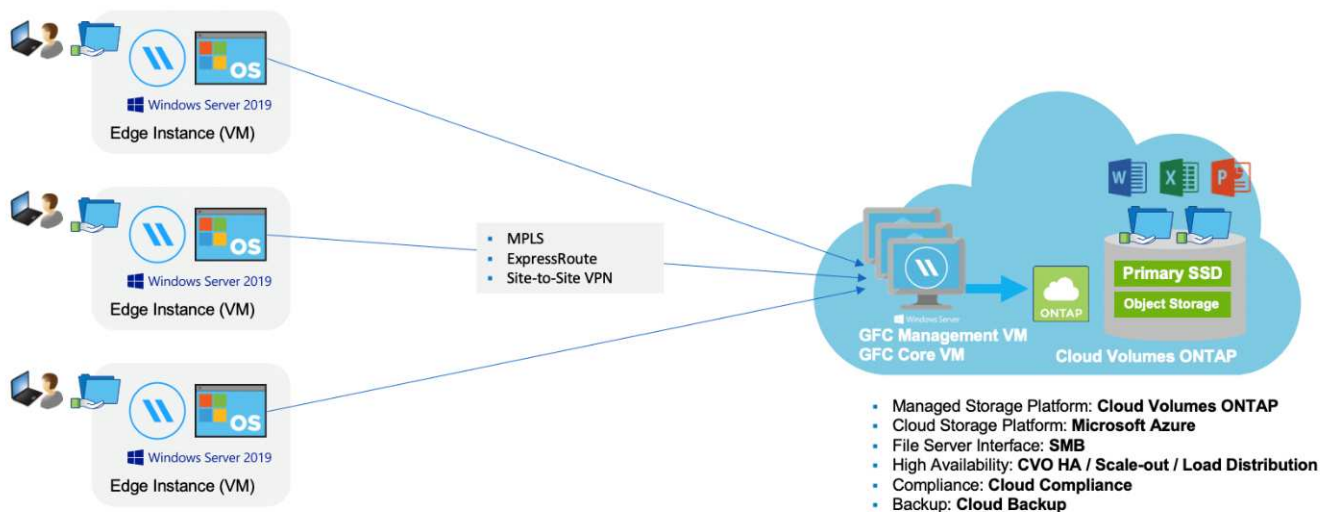 OS
Windows Server 2019
Edge Instance (VM)
OS
Windows Server 2019
Edge Instance (VM)
OS
Windows Server 2019
Edge Instance (VM)
▪ MPLS
▪ ExpressRoute
▪ Site-to-Site VPN
W X P
Primary SSD
Object Storage
ONTAP
Windows Server
GFC Management VM
GFC Core VM
Cloud Volumes ONTAP
▪ Managed Storage Platform: Cloud Volumes ONTAP
▪ Cloud Storage Platform: Microsoft Azure
▪ File Server Interface: SMB
▪ High Availability: CVO HA / Scale-out / Load Distribution
▪ Compliance: Cloud Compliance
▪ Backup: Cloud Backup